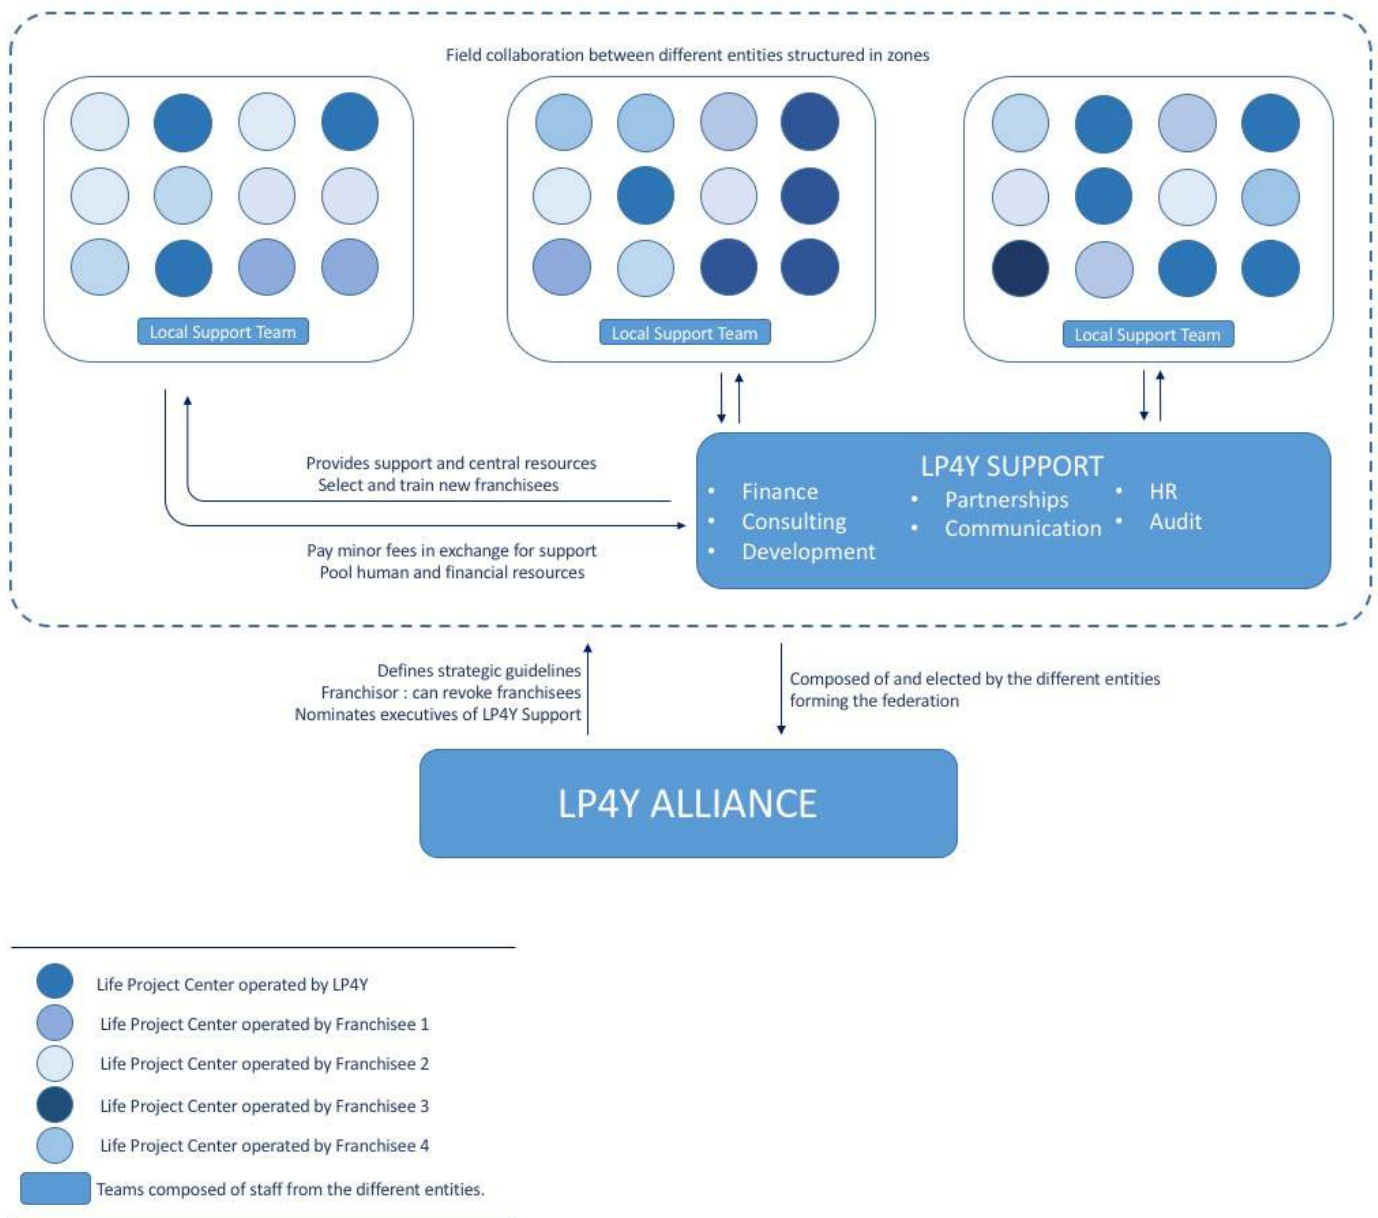 Field collaboration between different entities structured in zones
Local Support Team
Local Support Team
Local Support Team
Provides support and central resources
Select and train new franchisees
Pay minor fees in exchange for support
Pool human and financial resources
LP4Y SUPPORT
• Finance
• Consulting
• Development
• Partnerships
• Communication
• HR
• Audit
Defines strategic guidelines
Franchisor : can revoke franchisees
Nominates executives of LP4Y Support
Composed of and elected by the different entities
forming the federation
LP4Y ALLIANCE
Life Project Center operated by LP4Y
Life Project Center operated by Franchisee 1
Life Project Center operated by Franchisee 2
Life Project Center operated by Franchisee 3
Life Project Center operated by Franchisee 4
Teams composed of staff from the different entities.